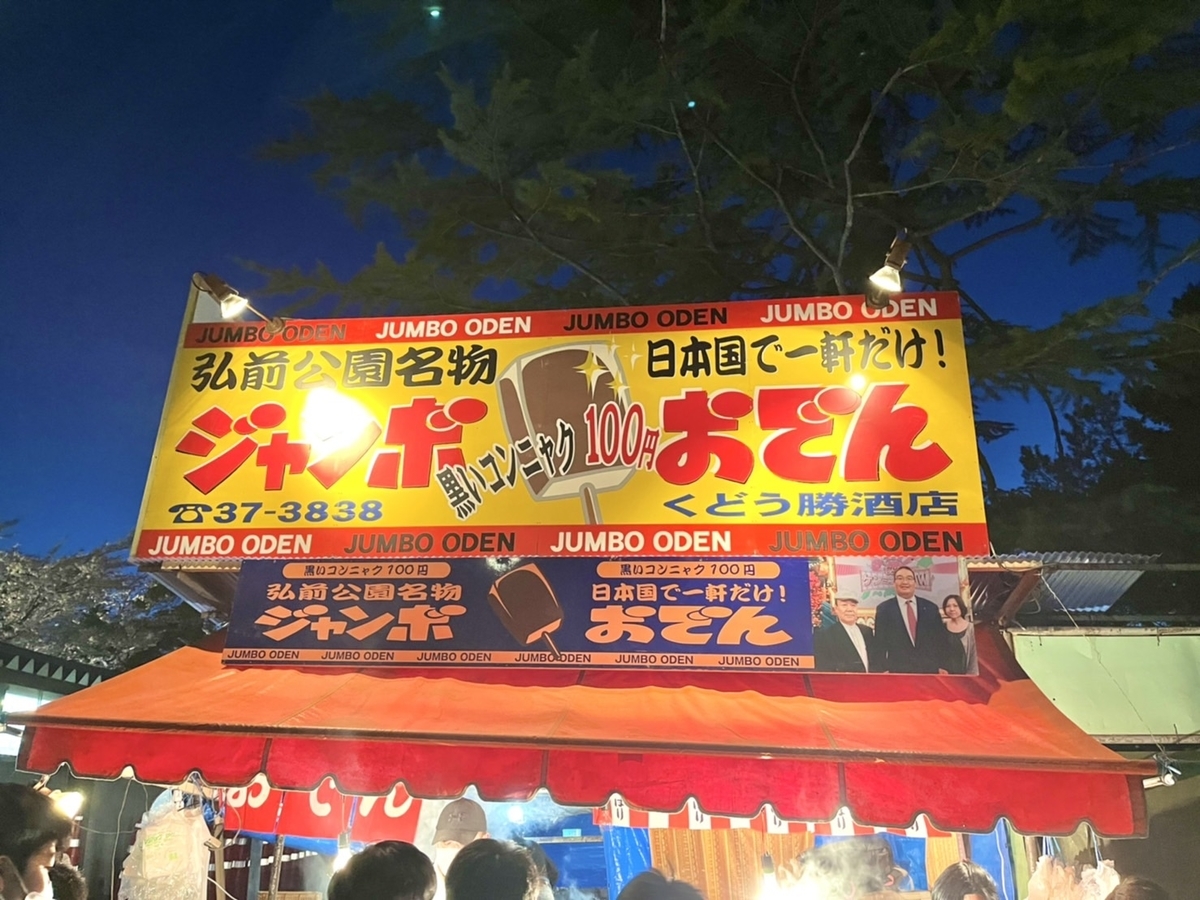 JUMBO ODEN JUMBO ODEN JUMBO ODEN JUMBO ODEN
弘前公園名物 日本国で一軒だけ!
ジャンボ おでん
黒いコンニャク 100円
☎37-3838 くどう勝酒店
JUMBO ODEN JUMBO ODEN JUMBO ODEN JUMBO ODEN
黒いコンニャク100円 黒いコンニャク100円
弘前公園名物 日本国で一軒だけ!
ジャンボ おでん
JUMBO ODEN JUMBO ODEN JUMBO ODEN JUMBO ODEN JUMBO ODEN JUMBO ODEN
おでん